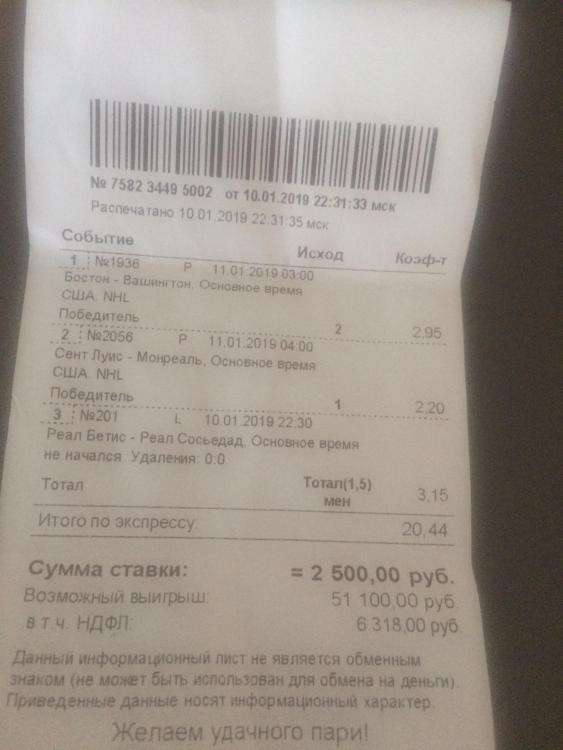 № 7582 3449 5002 от 10.01.2019 22:31:33 мск
Распечатано 10.01.2019 22:31:35 мск
Событие Исход Коэф-т
1 №1936 P 11.01.2019 03:00
Бостон - Вашингтон, Основное время
США. NHL
Победитель 2 2,95
2 №2056 P 11.01.2019 04:00
Сент Луис - Монреаль, Основное время
США. NHL
Победитель 1 2,20
3 №201 L 10.01.2019 22:30
Реал Бетис - Реал Сосьедад, Основное время
не начался Удаления: 0:0
Тотал Тотал(1,5) мен 3,15
Итого по экспрессу: 20,44
Сумма ставки: = 2 500,00 руб.
Возможный выигрыш: 51 100,00 руб.
в т.ч. НДФЛ: 6 318,00 руб.
Данный информационный лист не является обменным
знаком (не может быть использован для обмена на деньги).
Приведенные данные носят информационный характер.
Желаем удачного пари!